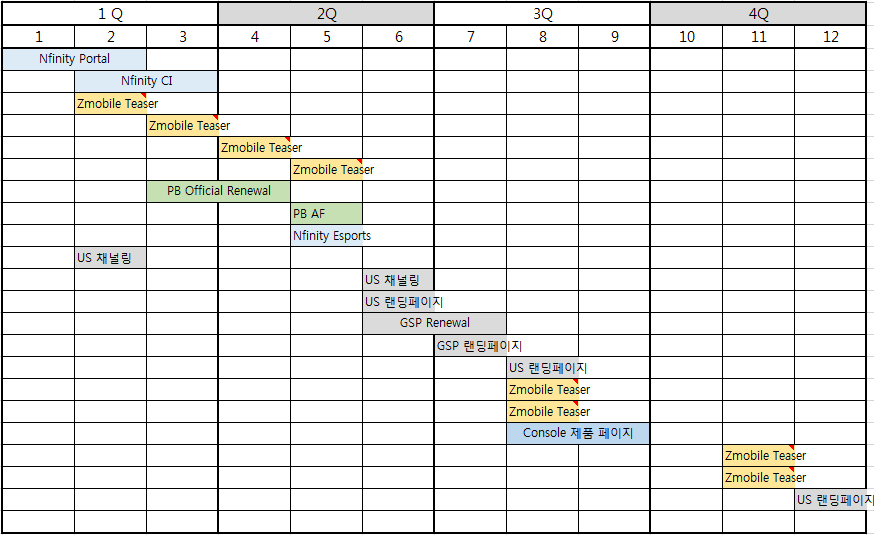 1 Q 2Q 3Q 4Q
1 2 3 4 5 6 7 8 9 10 11 12
Nfinity Portal
Nfinity CI
Zmobile Teaser
Zmobile Teaser
Zmobile Teaser
Zmobile Teaser
PB Official Renewal
PB AF
Nfinity Esports
US 채널링
US 채널링
US 랜딩페이지
GSP Renewal
GSP 랜딩페이지
US 랜딩페이지
Zmobile Teaser
Zmobile Teaser
Console 제품 페이지
Zmobile Teaser
Zmobile Teaser
US 랜딩페이지